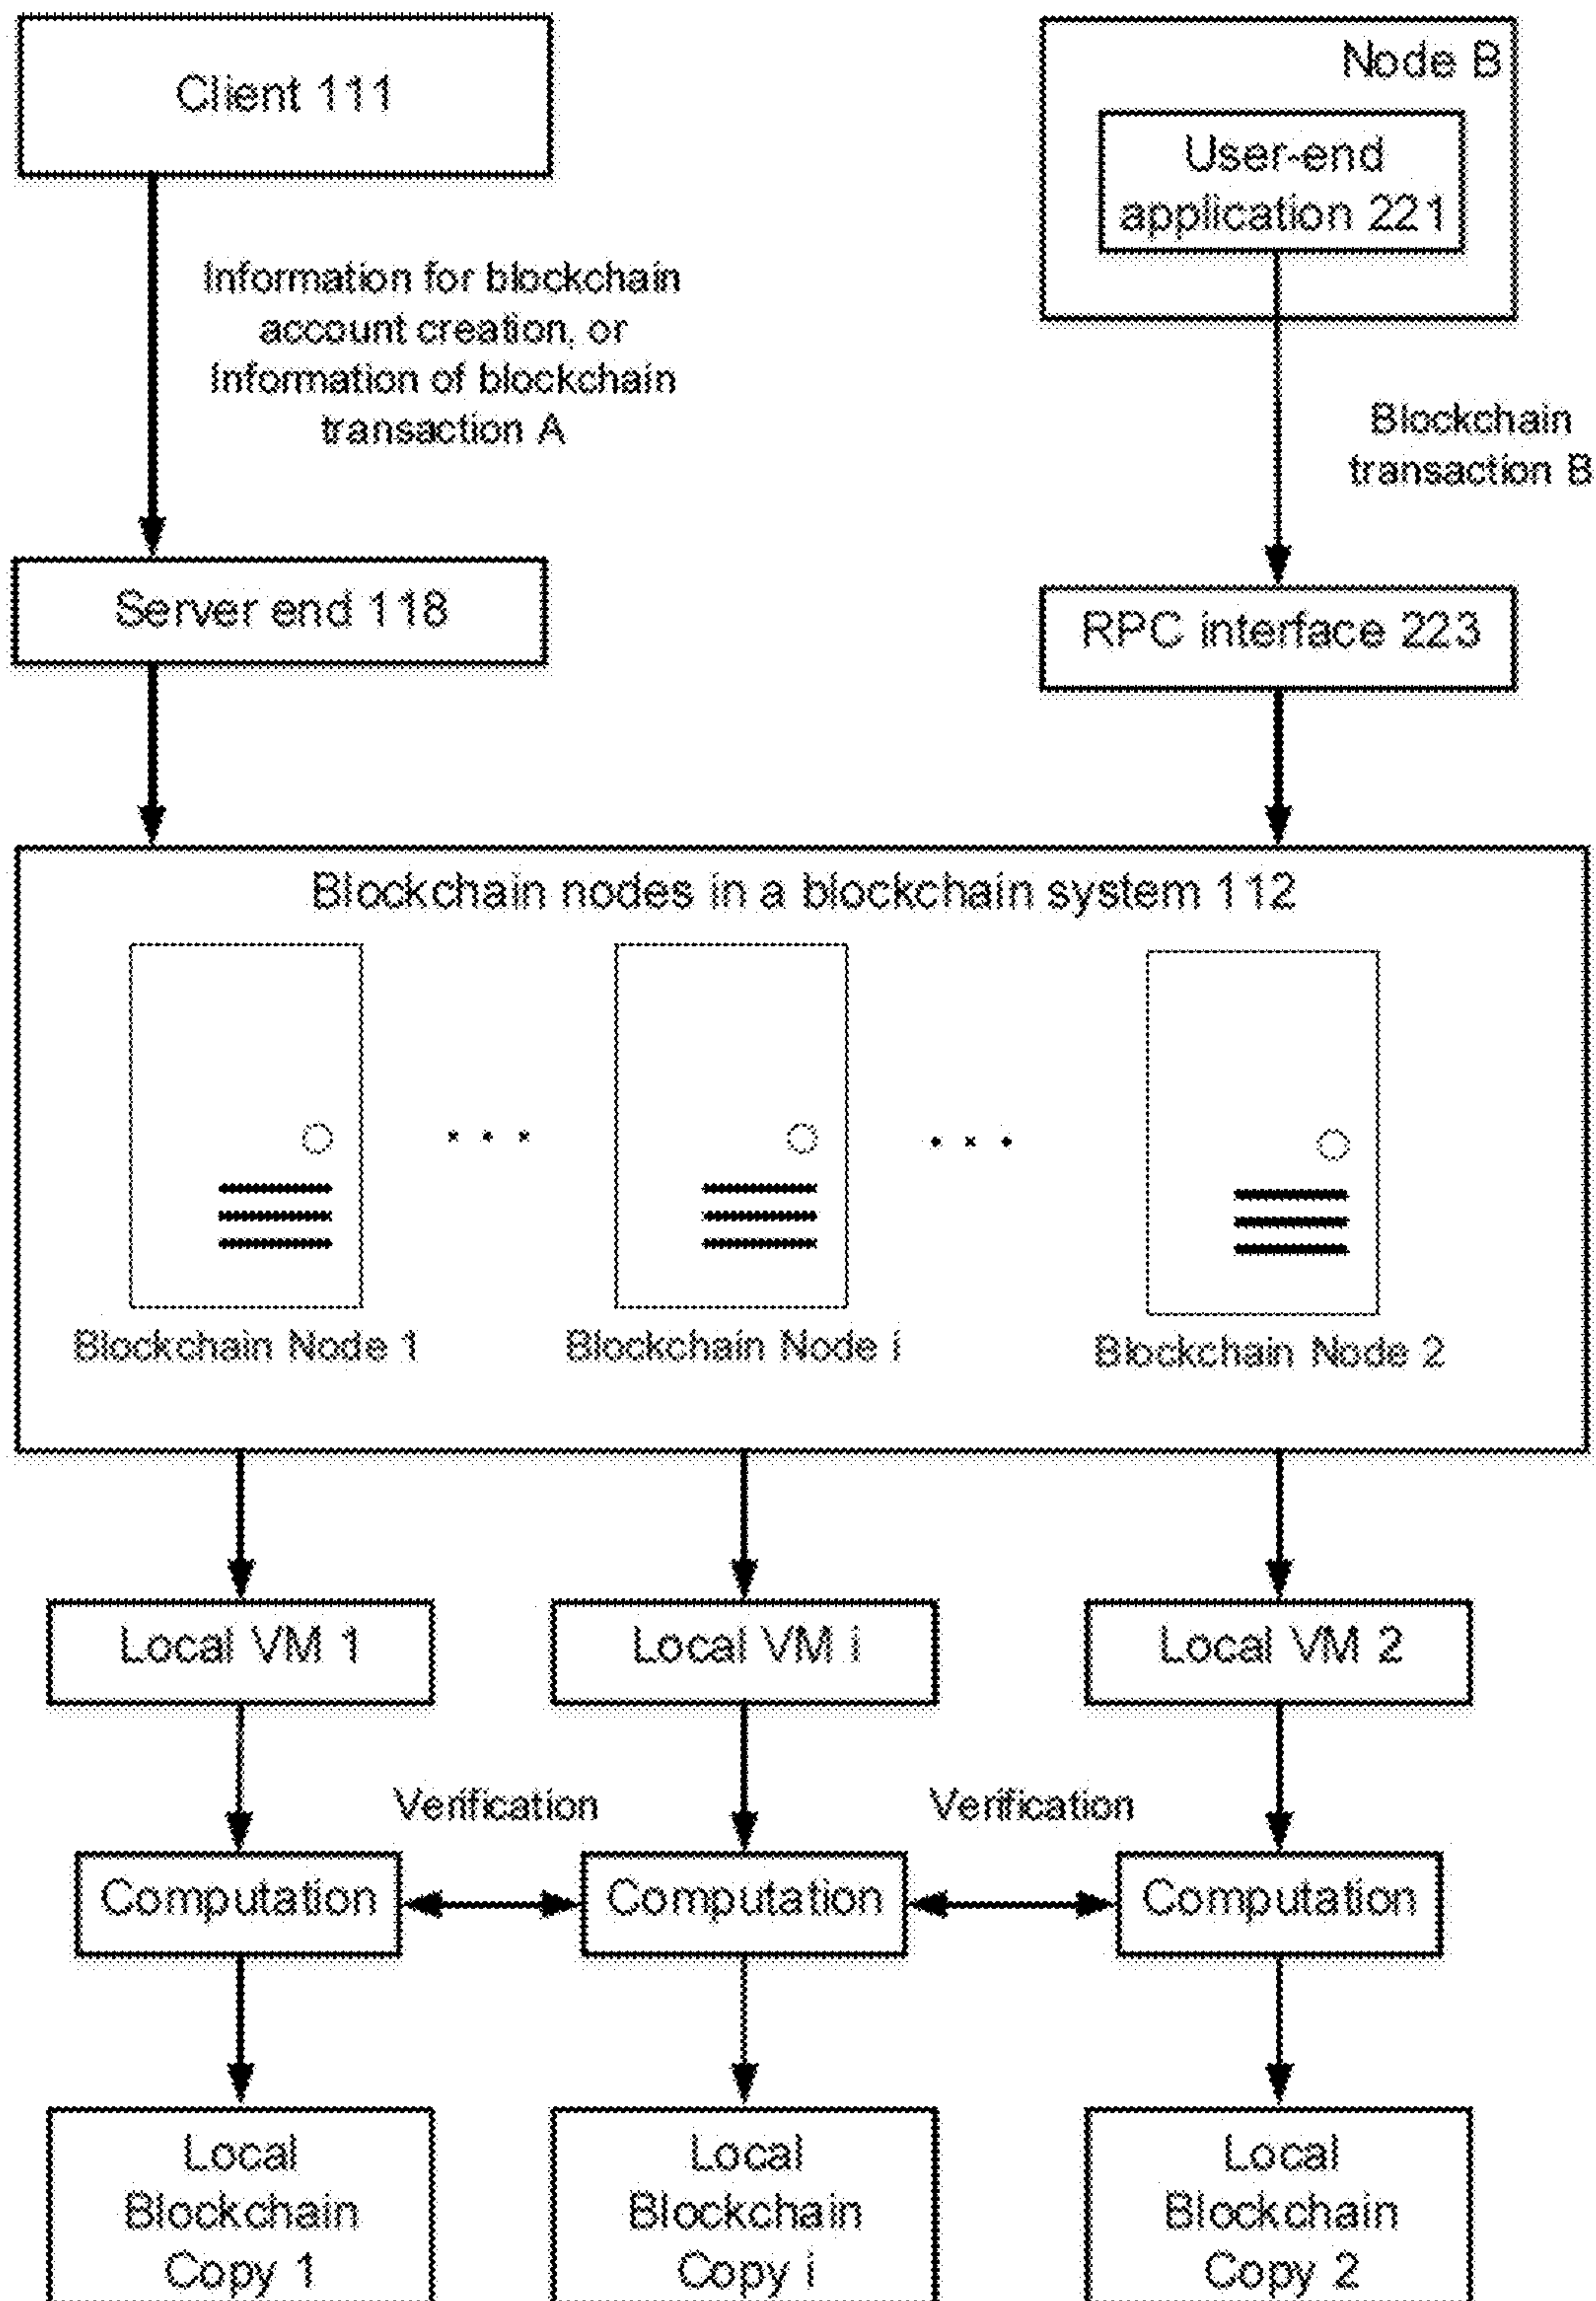 Client 111
Node B
User-end
application 221
Information for blockchain
account creation, or
Information of blockchain
transaction A
Blockchain
transaction B
Server end 118
RPC interface 223
Blockchain nodes in a blockchain system 112
Blockchain Node 1
Blockchain Node i
Blockchain Node 2
Local VM 1
Local VM i
Local VM 2
Verification
Verification
Computation
Computation
Computation
Local
Blockchain
Copy 1
Local
Blockchain
Copy i
Local
Blockchain
Copy 2